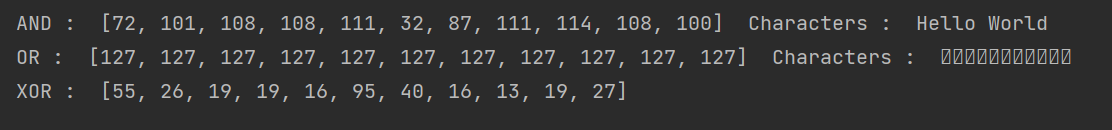 AND :  [72, 101, 108, 108, 111, 32, 87, 111, 114, 108, 100]  Characters :  Hello World
OR :  [127, 127, 127, 127, 127, 127, 127, 127, 127, 127, 127]  Characters :  
XOR :  [55, 26, 19, 19, 16, 95, 40, 16, 13, 19, 27]